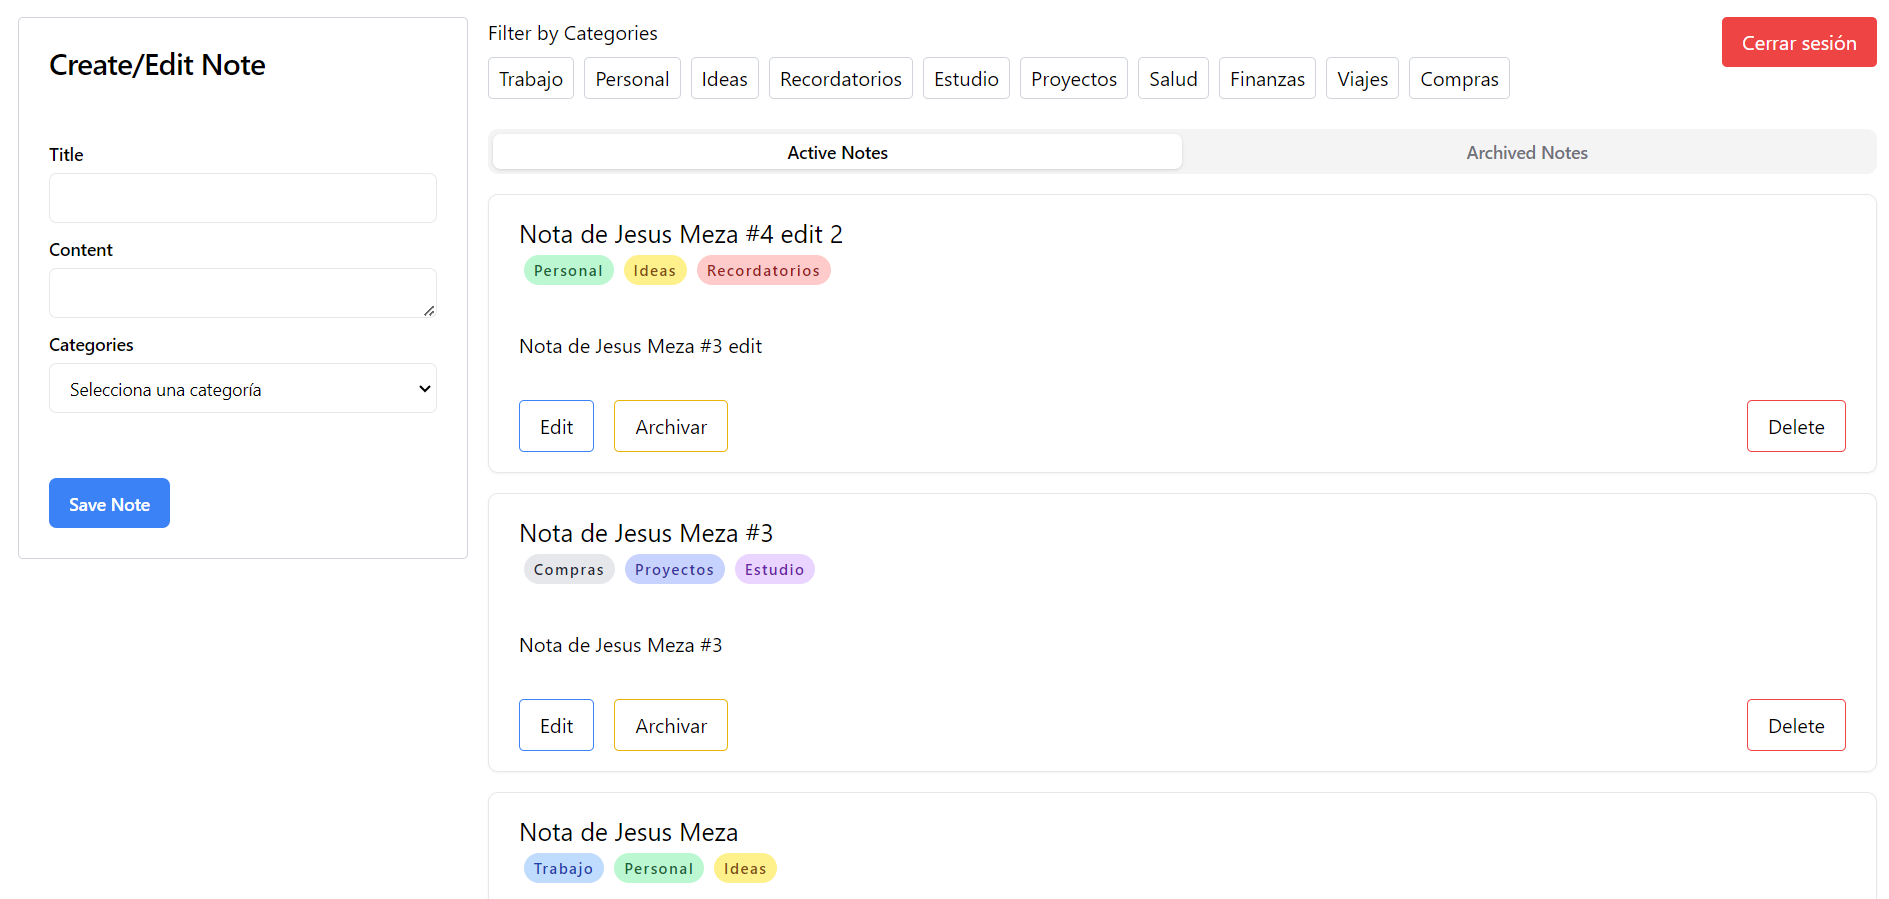 Create/Edit Note
Title
Content
Categories
Selecciona una categoría
Save Note
Filter by Categories
Cerrar sesión
Trabajo Personal Ideas Recordatorios Estudio Proyectos Salud Finanzas Viajes Compras
Active Notes Archived Notes
Nota de Jesus Meza #4 edit 2
Personal Ideas Recordatorios
Nota de Jesus Meza #3 edit
Edit Archivar Delete
Nota de Jesus Meza #3
Compras Proyectos Estudio
Nota de Jesus Meza #3
Edit Archivar Delete
Nota de Jesus Meza
Trabajo Personal Ideas